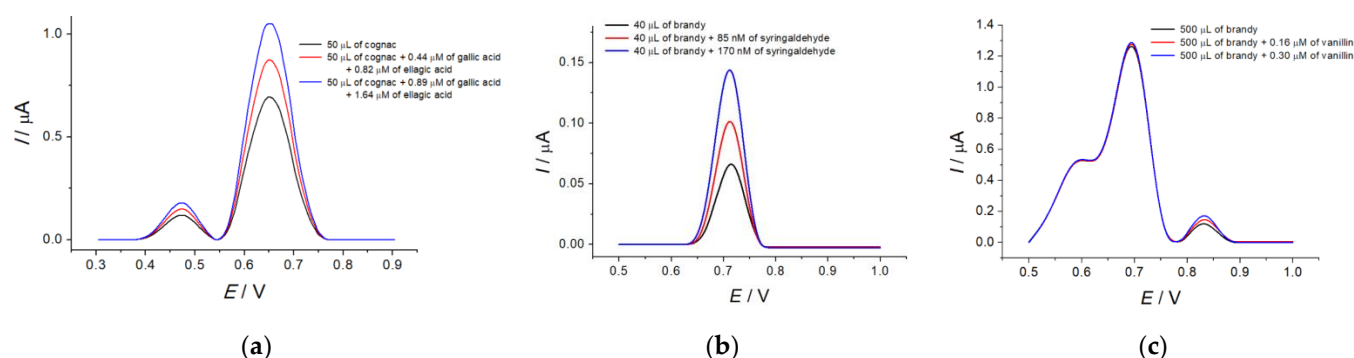 50 μL of cognac
50 μL of cognac + 0.44 μM of gallic acid
+ 0.82 μM of ellagic acid
50 μL of cognac + 0.89 μM of gallic acid
+ 1.64 μM of ellagic acid
I / μA
1.0
0.5
0.0
0.3 0.4 0.5 0.6 0.7 0.8 0.9
E / V
(a)
40 μL of brandy
40 μL of brandy + 85 nM of syringaldehyde
40 μL of brandy + 170 nM of syringaldehyde
I / μA
0.15
0.10
0.05
0.00
0.5 0.6 0.7 0.8 0.9 1.0
E / V
(b)
500 μL of brandy
500 μL of brandy + 0.16 μM of vanillin
500 μL of brandy + 0.30 μM of vanillin
I / μA
1.4
1.2
1.0
0.8
0.6
0.4
0.2
0.0
0.5 0.6 0.7 0.8 0.9 1.0
E / V
(c)